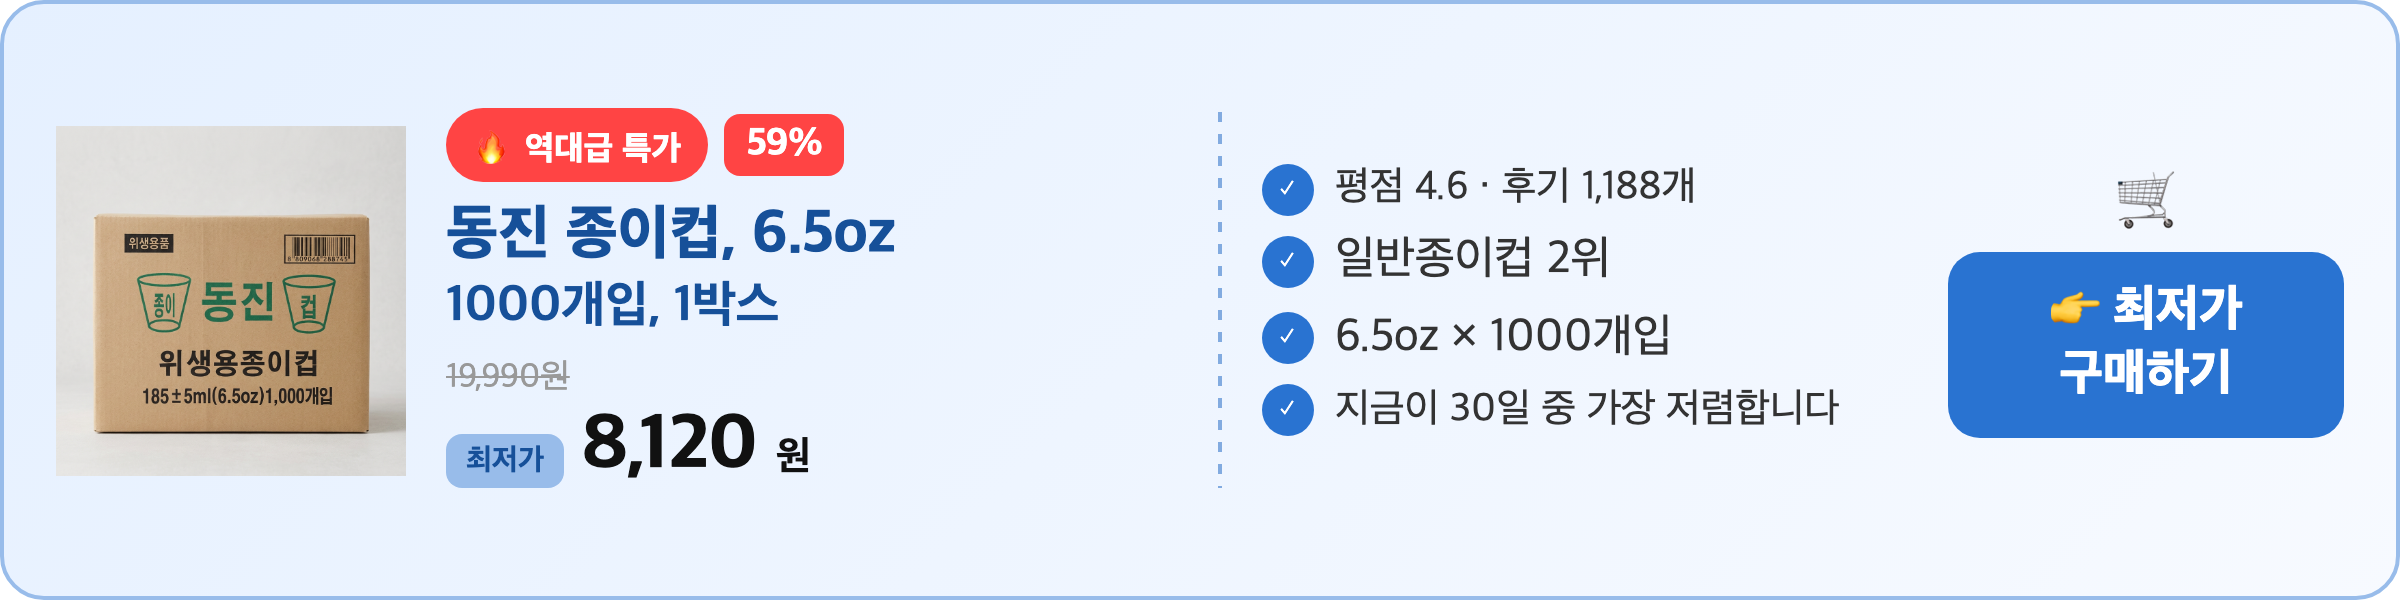 위생용품
8"809068"288745"
종이 동진 컵
위생용종이컵
185±5ml(6.5oz)1,000개입
역대급 특가 59%
동진 종이컵, 6.5oz
1000개입, 1박스
19,990원
최저가 8,120 원
평점 4.6 · 후기 1,188개
일반종이컵 2위
6.5oz × 1000개입
지금이 30일 중 가장 저렴합니다
최저가
구매하기